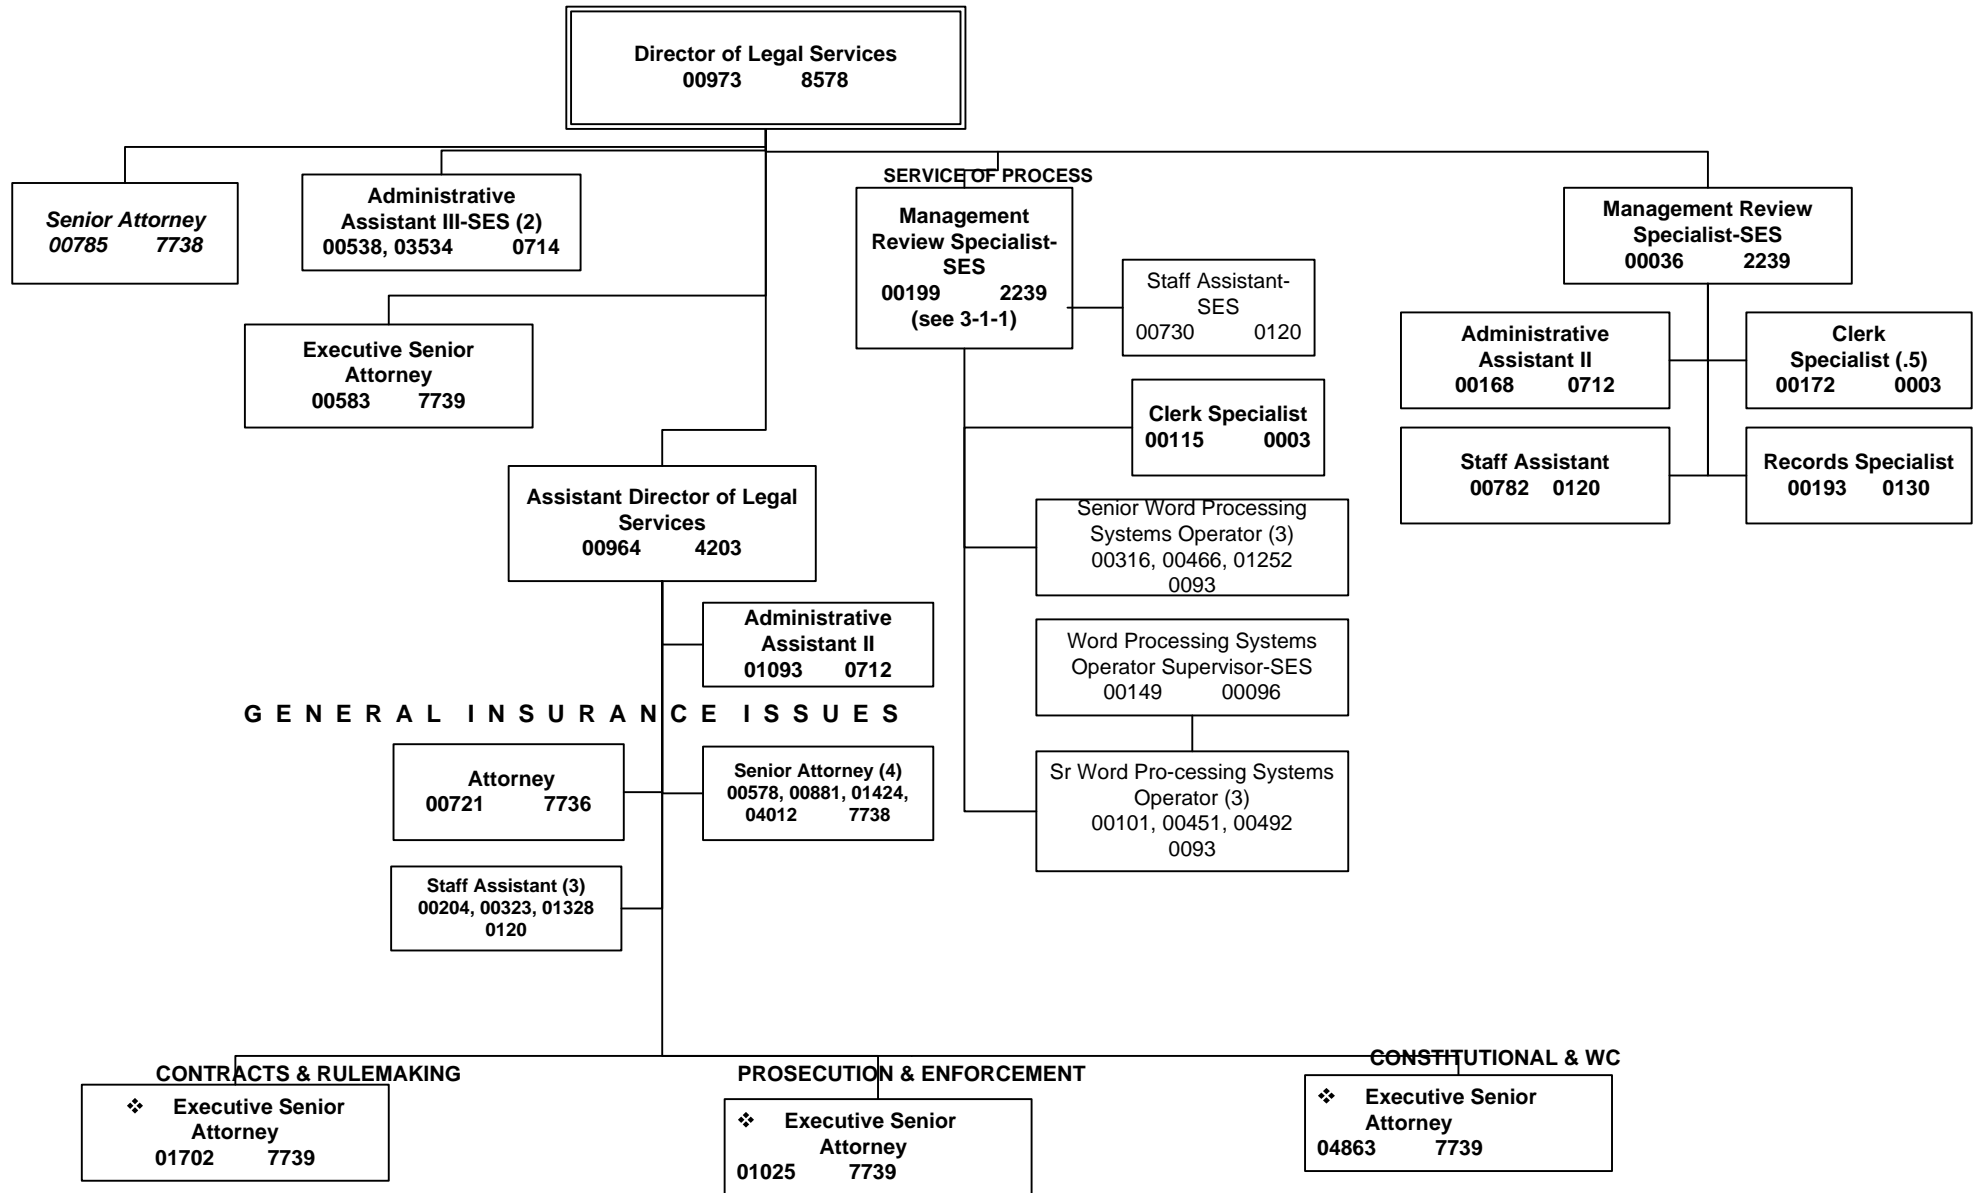 Director of Legal Services
00973 8578
SERVICE OF PROCESS
Senior Attorney
00785 7738
Administrative
Assistant III-SES (2)
00538, 03534 0714
Management
Review Specialist-
SES
00199 2239
(see 3-1-1)
Management Review
Specialist-SES
00036 2239
Staff Assistant-
SES
00730 0120
Executive Senior
Attorney
00583 7739
Administrative
Assistant II
00168 0712
Clerk
Specialist (.5)
00172 0003
Clerk Specialist
00115 0003
Staff Assistant
00782 0120
Records Specialist
00193 0130
Assistant Director of Legal
Services
00964 4203
Senior Word Processing
Systems Operator (3)
00316, 00466, 01252
0093
Administrative
Assistant II
01093 0712
Word Processing Systems
Operator Supervisor-SES
00149 00096
GENERAL INSURANCE ISSUES
Attorney
00721 7736
Senior Attorney (4)
00578, 00881, 01424,
04012 7738
Sr Word Pro-cessing Systems
Operator (3)
00101, 00451, 00492
0093
Staff Assistant (3)
00204, 00323, 01328
0120
CONTRACTS & RULEMAKING
❖ Executive Senior
Attorney
01702 7739
PROSECUTION & ENFORCEMENT
❖ Executive Senior
Attorney
01025 7739
CONSTITUTIONAL & WC
❖ Executive Senior
Attorney
04863 7739